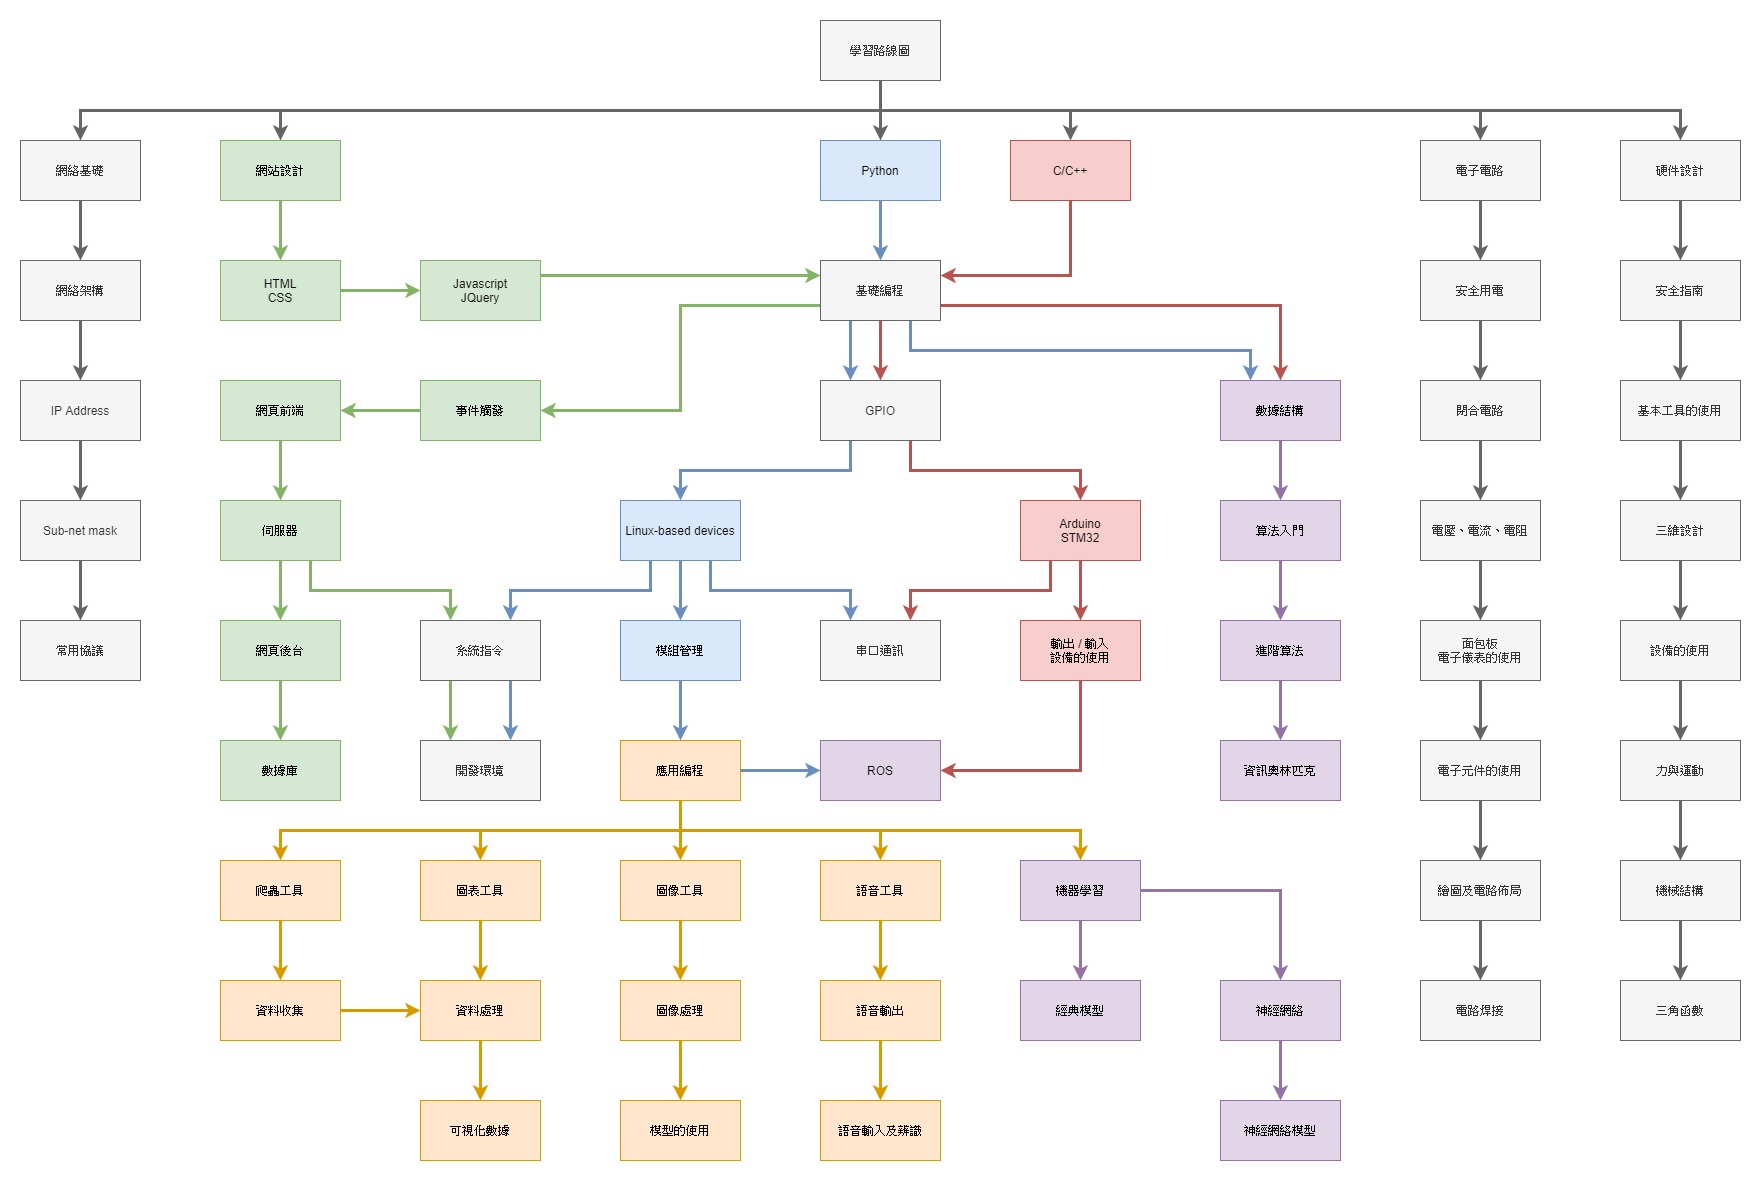 學習路線圖
網絡基礎
網站設計
Python
C/C++
電子電路
硬件設計
網絡架構
HTML
CSS
Javascript
JQuery
基礎編程
安全用電
安全指南
IP Address
網頁前端
事件觸發
GPIO
數據結構
閉合電路
基本工具的使用
Sub-net mask
伺服器
Linux-based devices
Arduino
STM32
算法入門
電壓、電流、電阻
三維設計
常用協議
網頁後台
系統指令
模組管理
串口通訊
輸出 / 輸入
設備的使用
進階算法
面包板
電子儀表的使用
設備的使用
數據庫
開發環境
應用編程
ROS
資訊奧林匹克
電子元件的使用
力與運動
爬蟲工具
圖表工具
圖像工具
語音工具
機器學習
繪圖及電路佈局
機械結構
資料收集
資料處理
圖像處理
語音輸出
經典模型
神經網絡
電路焊接
三角函數
可視化數據
模型的使用
語音輸入及辨識
神經網絡模型